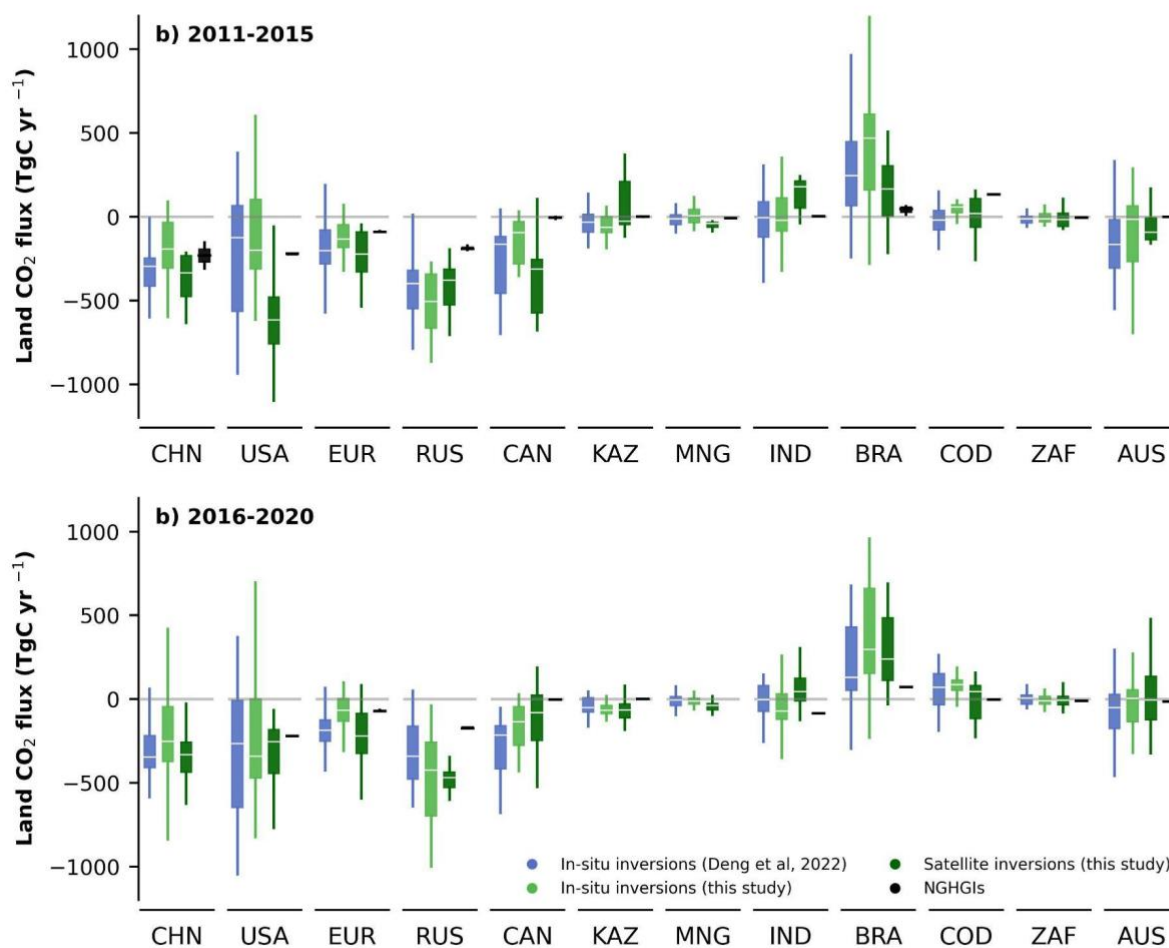 b) 2011-2015
Land CO₂ flux (TgC yr ⁻¹)
1000
500
0
−500
−1000
CHN USA EUR RUS CAN KAZ MNG IND BRA COD ZAF AUS
b) 2016-2020
Land CO₂ flux (TgC yr ⁻¹)
1000
500
0
−500
−1000
In-situ inversions (Deng et al, 2022) Satellite inversions (this study)
In-situ inversions (this study) NGHGIs
CHN USA EUR RUS CAN KAZ MNG IND BRA COD ZAF AUS